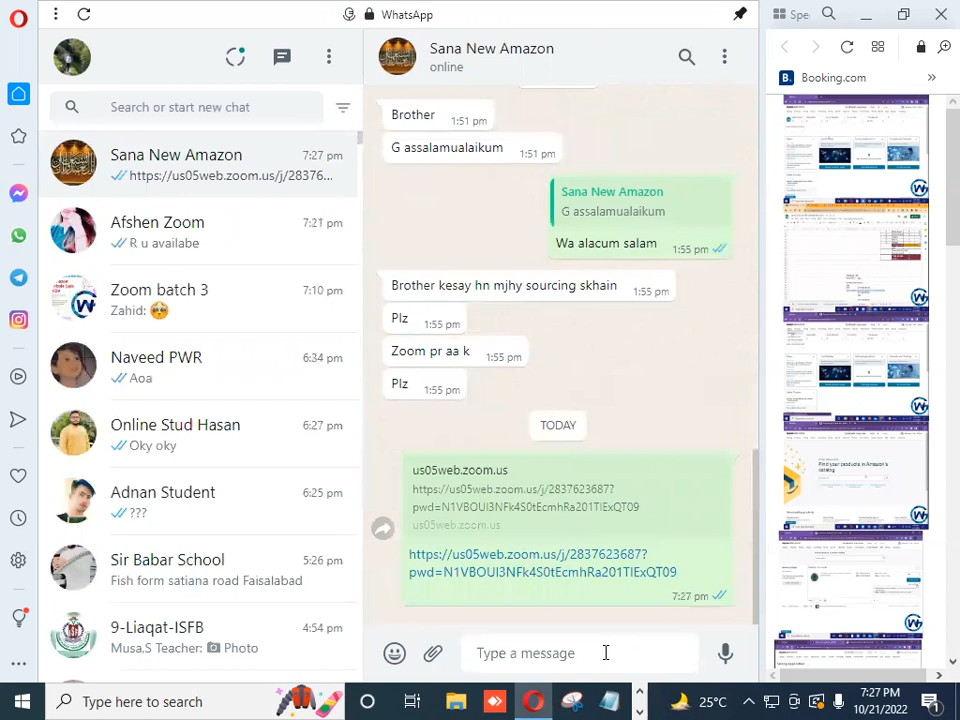 WhatsApp
Spe
Booking.com
»
Search or start new chat
Sana New Amazon
7:27 pm
https://us05web.zoom.us/j/28376...
Afshen Zoom
7:21 pm
R u availabe
Zoom batch 3
7:10 pm
Zahid: 🥺
Naveed PWR
6:34 pm
Aoa
Online Stud Hasan
6:27 pm
Oky oky
Adnan Student
6:25 pm
???
Sir Babar School
5:26 pm
Fish form satiana road Faisalabad
9-Liaqat-ISFB
4:54 pm
Musa,S Teacher: Photo
Sana New Amazon
online
Brother
1:51 pm
G assalamualaikum
1:51 pm
Sana New Amazon
G assalamualaikum
Wa alacum salam
1:55 pm
Brother kesay hn mjhy sourcing skhain
1:55 pm
Plz
1:55 pm
Zoom pr aa k
1:55 pm
Plz
1:55 pm
TODAY
us05web.zoom.us
https://us05web.zoom.us/j/2837623687?
pwd=N1VBOUI3NFk4S0tEcmhRa201TlExQT09
us05web.zoom.us
https://us05web.zoom.us/j/2837623687?
pwd=N1VBOUI3NFk4S0tEcmhRa201TlExQT09
7:27 pm
Type a message
Type here to search
25°C
7:27 PM
10/21/2022
1